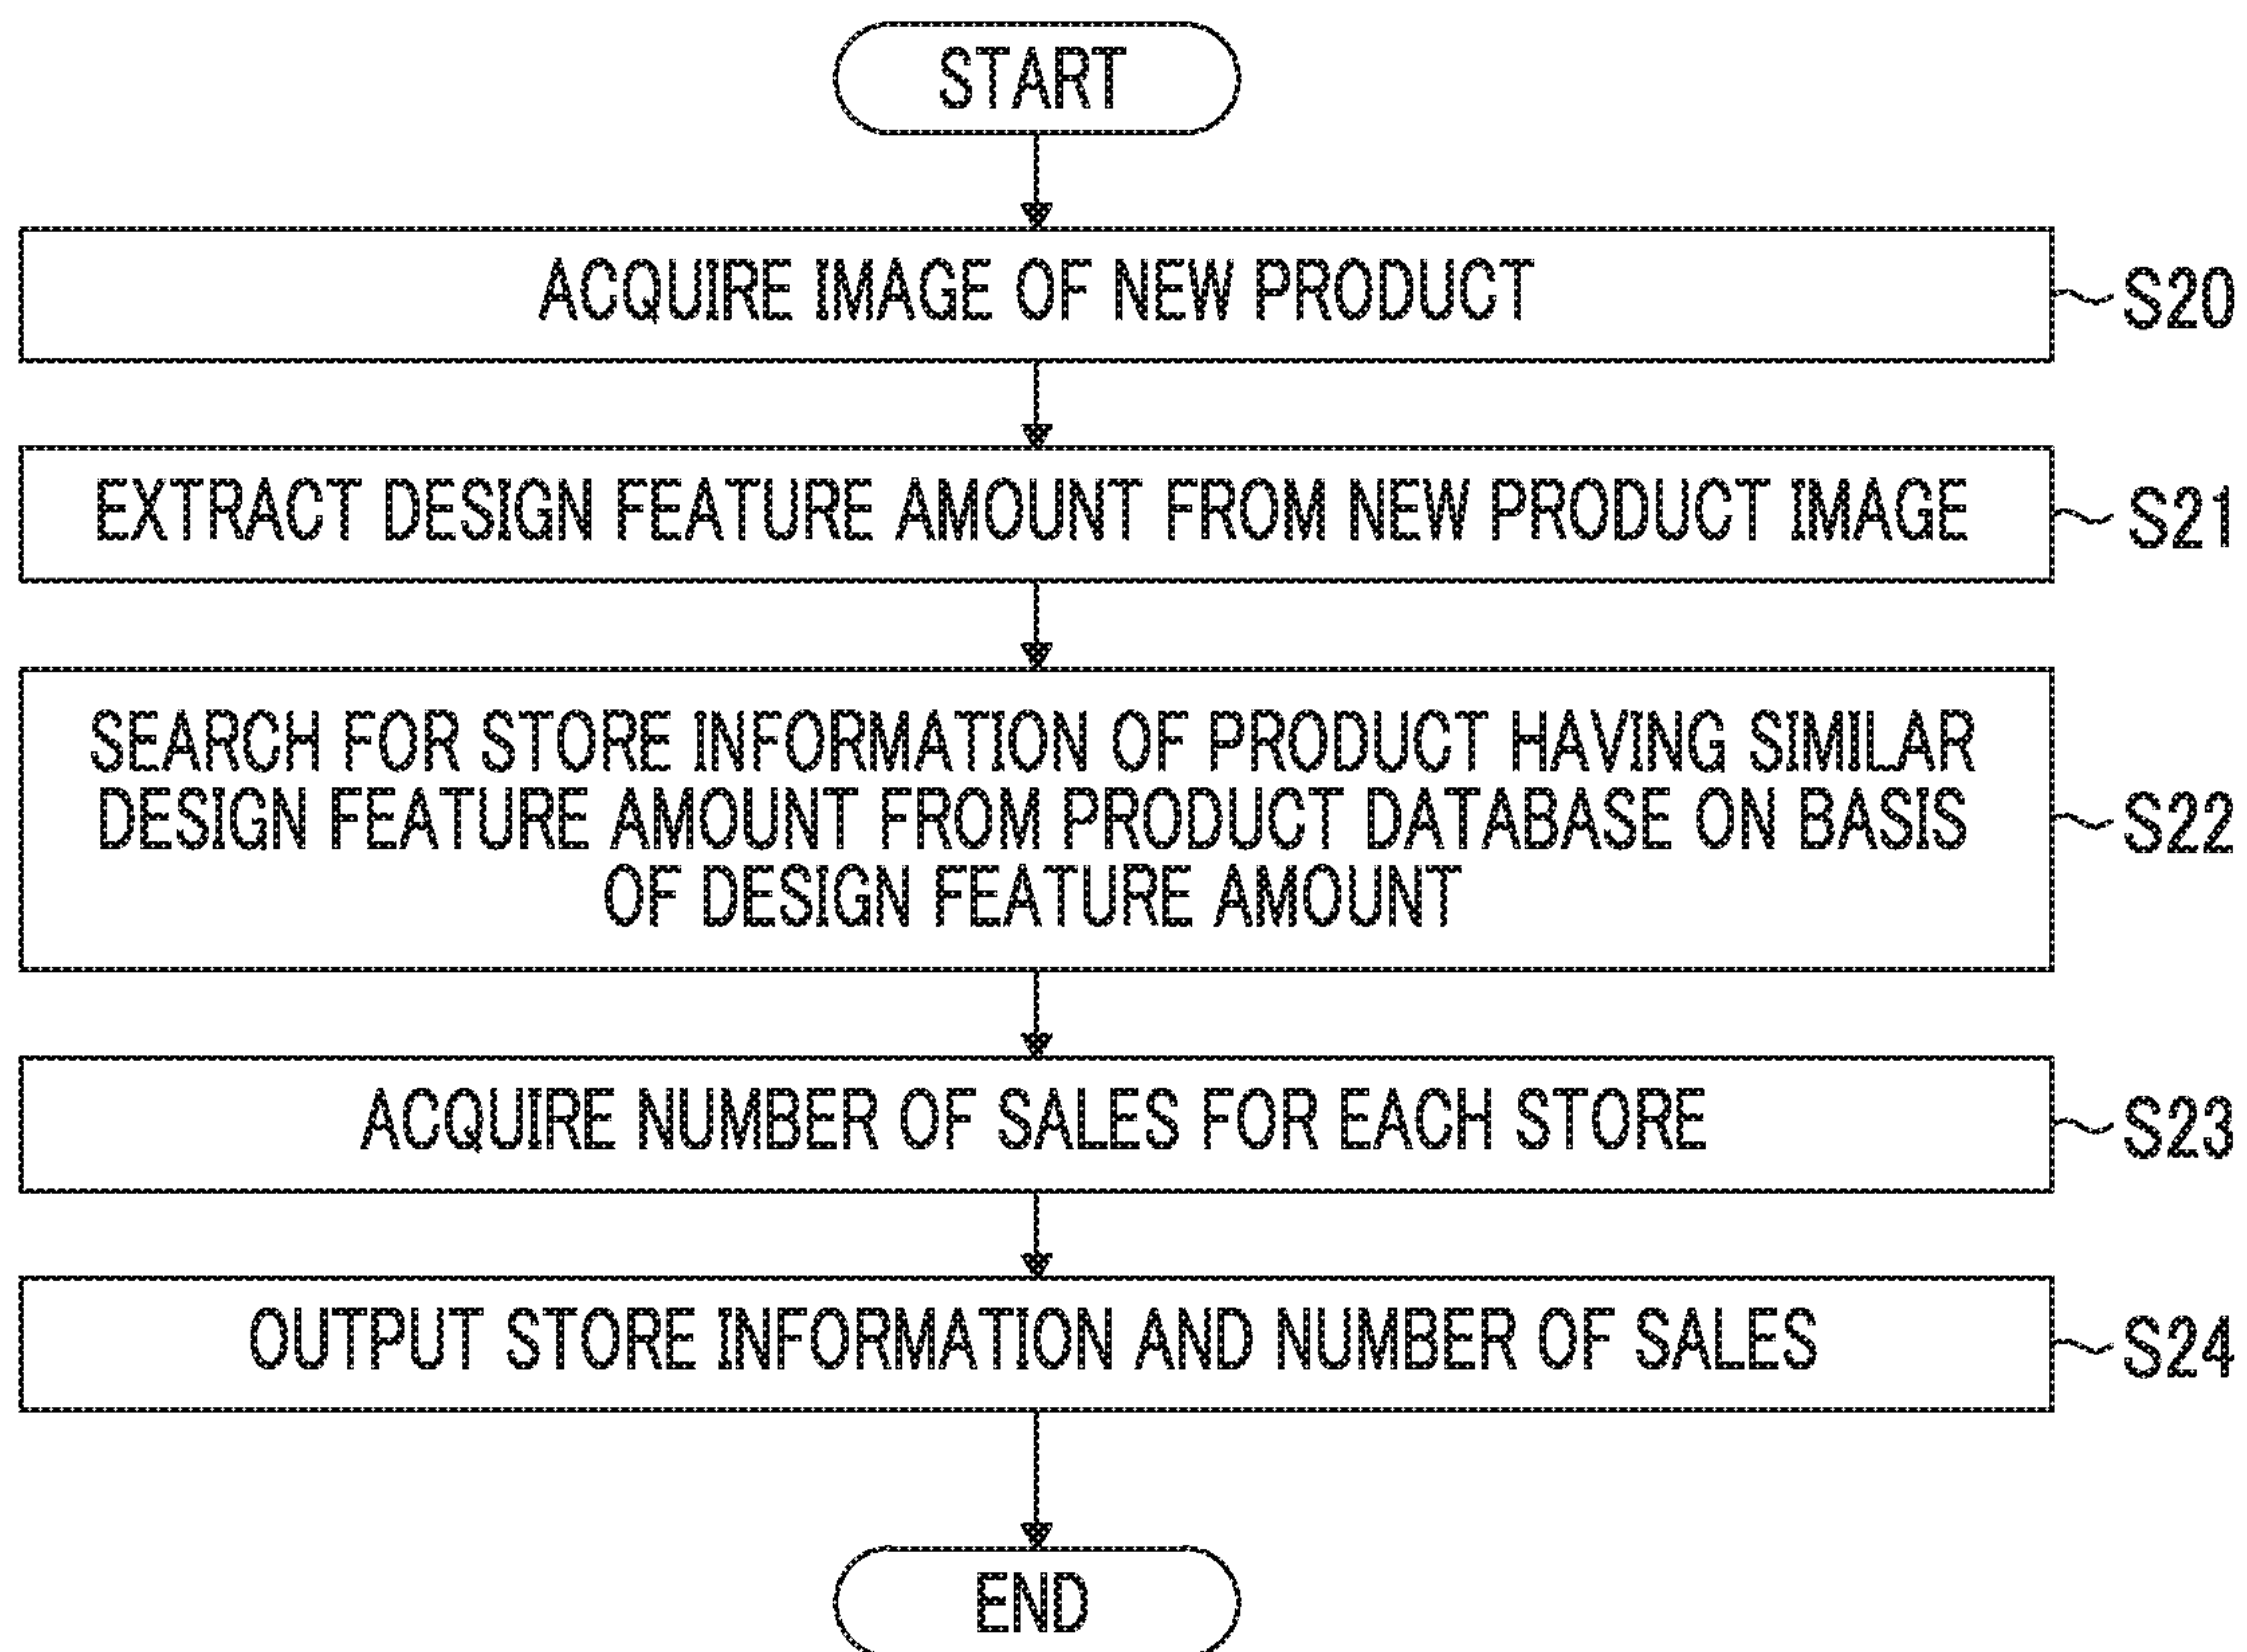 START
ACQUIRE IMAGE OF NEW PRODUCT
S20
EXTRACT DESIGN FEATURE AMOUNT FROM NEW PRODUCT IMAGE
S21
SEARCH FOR STORE INFORMATION OF PRODUCT HAVING SIMILAR
DESIGN FEATURE AMOUNT FROM PRODUCT DATABASE ON BASIS
OF DESIGN FEATURE AMOUNT
S22
ACQUIRE NUMBER OF SALES FOR EACH STORE
S23
OUTPUT STORE INFORMATION AND NUMBER OF SALES
S24
END